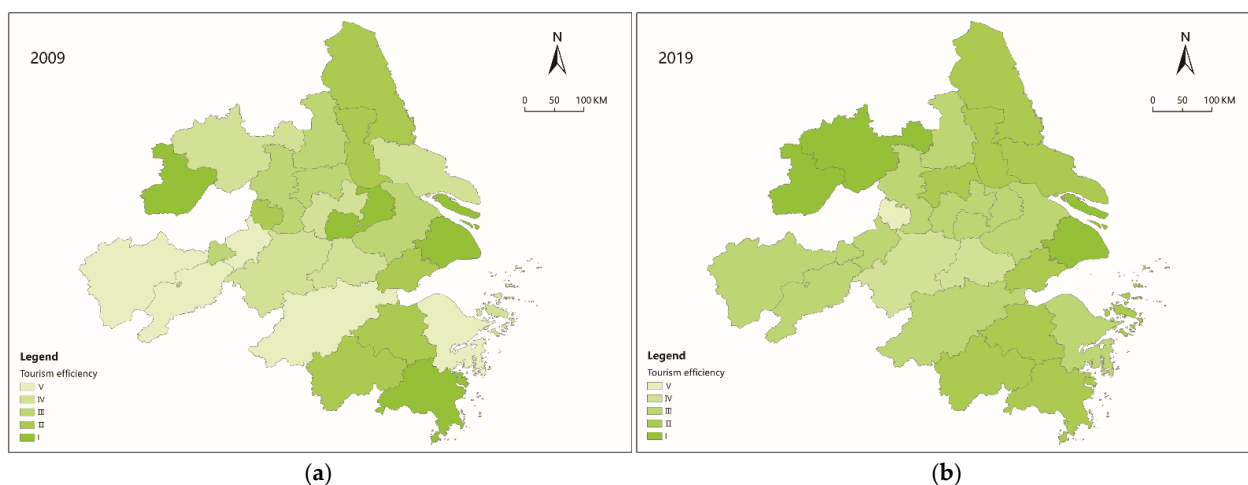 2009
N
0 50 100 KM
Legend
Tourism efficiency
V
IV
III
II
I
(a)
2019
N
0 50 100 KM
Legend
Tourism efficiency
V
IV
III
II
I
(b)